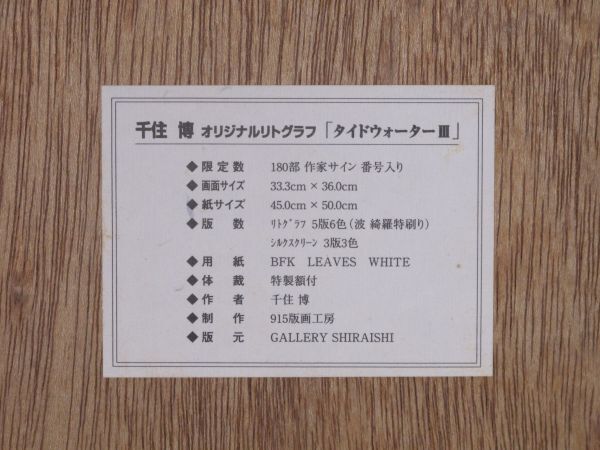 千住 博 オリジナルリトグラフ「タイドウォーターⅢ」
◆ 限定数 180部 作家サイン 番号入り
◆ 画面サイズ 33.3cm × 36.0cm
◆ 紙サイズ 45.0cm × 50.0cm
◆ 版数 ﾘﾄｸﾞﾗﾌ 5版6色(波 綺羅特刷り)
ｼﾙｸｽｸﾘｰﾝ 3版3色
◆ 用紙 BFK LEAVES WHITE
◆ 体裁 特製額付
◆ 作者 千住 博
◆ 制作 915版画工房
◆ 版元 GALLERY SHIRAISHI